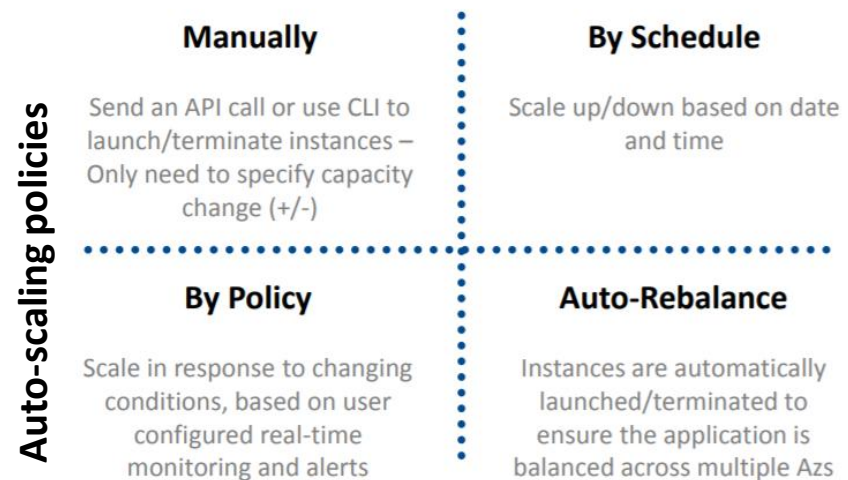 Auto-scaling policies
Manually
Send an API call or use CLI to
launch/terminate instances –
Only need to specify capacity
change (+/-)
By Schedule
Scale up/down based on date
and time
By Policy
Scale in response to changing
conditions, based on user
configured real-time
monitoring and alerts
Auto-Rebalance
Instances are automatically
launched/terminated to
ensure the application is
balanced across multiple Azs